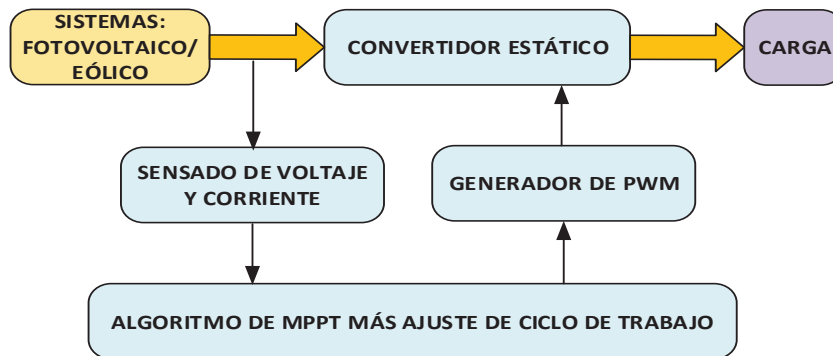 SISTEMAS:
FOTOVOLTAICO/
EÓLICO
CONVERTIDOR ESTÁTICO
CARGA
SENSADO DE VOLTAJE
Y CORRIENTE
GENERADOR DE PWM
ALGORITMO DE MPPT MÁS AJUSTE DE CICLO DE TRABAJO